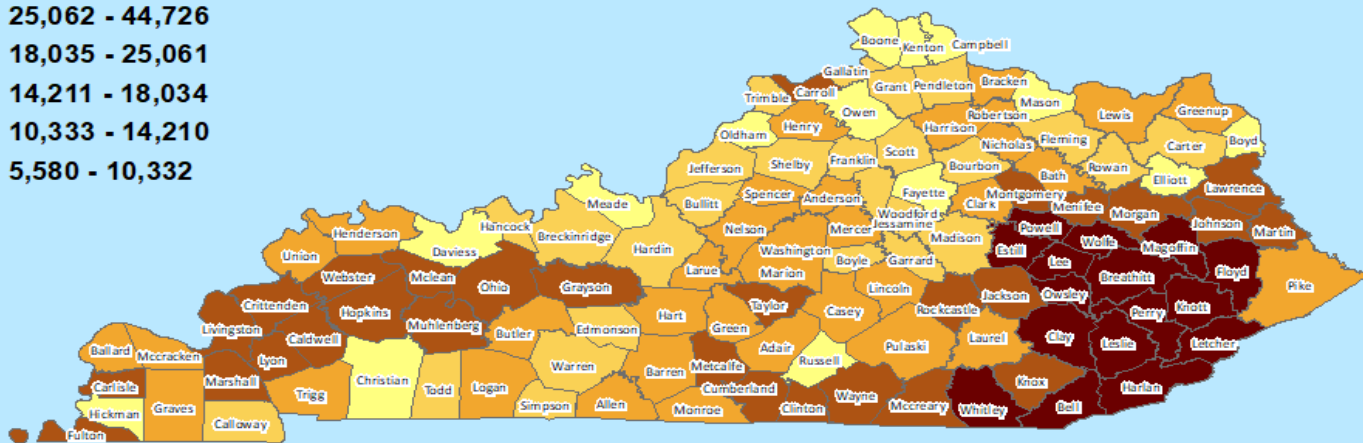 25,062 - 44,726
18,035 - 25,061
14,211 - 18,034
10,333 - 14,210
5,580 - 10,332
Boone
Kenton
Campbell
Gallatin
Grant
Pendleton
Bracken
Mason
Trimble
Carroll
Owen
Robertson
Lewis
Greenup
Oldham
Henry
Harrison
Nicholas
Fleming
Carter
Boyd
Jefferson
Shelby
Franklin
Scott
Bourbon
Bath
Rowan
Elliott
Lawrence
Meade
Bullitt
Spencer
Anderson
Fayette
Woodford
Jessamine
Clark
Montgomery
Menifee
Morgan
Johnson
Martin
Hancock
Daviess
Henderson
Union
Breckinridge
Hardin
Nelson
Washington
Mercer
Boyle
Garrard
Madison
Estill
Powell
Wolfe
Magoffin
Floyd
Pike
Webster
Mclean
Ohio
Grayson
Larue
Marion
Lincoln
Lee
Breathitt
Owsley
Perry
Knott
Crittenden
Livingston
Hopkins
Caldwell
Muhlenberg
Butler
Edmonson
Hart
Green
Taylor
Casey
Rockcastle
Jackson
Clay
Leslie
Letcher
Ballard
Mccracken
Lyon
Christian
Todd
Logan
Warren
Barren
Metcalfe
Adair
Russell
Pulaski
Laurel
Knox
Harlan
Carlisle
Marshall
Trigg
Simpson
Allen
Monroe
Cumberland
Clinton
Wayne
Mccreary
Whitley
Bell
Hickman
Graves
Calloway
Fulton